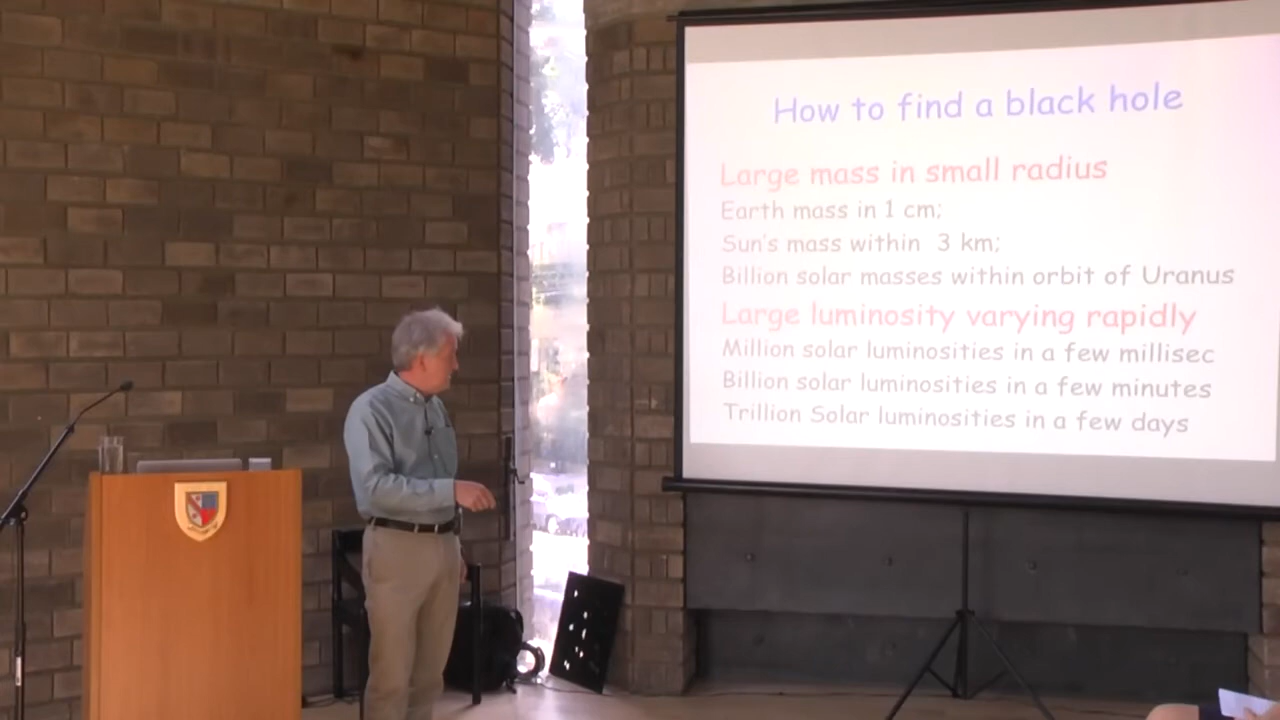 How to find a black hole
Large mass in small radius
Earth mass in 1 cm;
Sun's mass within 3 km;
Billion solar masses within orbit of Uranus
Large luminosity varying rapidly
Million solar luminosities in a few millisec
Billion solar luminosities in a few minutes
Trillion Solar luminosities in a few days